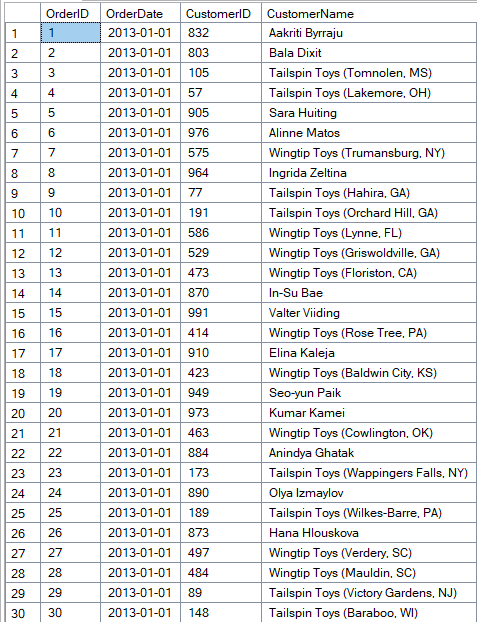 OrderID OrderDate CustomerID CustomerName
1 1 2013-01-01 832 Aakriti Byrraju
2 2 2013-01-01 803 Bala Dixit
3 3 2013-01-01 105 Tailspin Toys (Tomnolen, MS)
4 4 2013-01-01 57 Tailspin Toys (Lakemore, OH)
5 5 2013-01-01 905 Sara Huiting
6 6 2013-01-01 976 Alinne Matos
7 7 2013-01-01 575 Wingtip Toys (Trumansburg, NY)
8 8 2013-01-01 964 Ingrida Zeltina
9 9 2013-01-01 77 Tailspin Toys (Hahira, GA)
10 10 2013-01-01 191 Tailspin Toys (Orchard Hill, GA)
11 11 2013-01-01 586 Wingtip Toys (Lynne, FL)
12 12 2013-01-01 529 Wingtip Toys (Griswoldville, GA)
13 13 2013-01-01 473 Wingtip Toys (Floriston, CA)
14 14 2013-01-01 870 In-Su Bae
15 15 2013-01-01 991 Valter Viiding
16 16 2013-01-01 414 Wingtip Toys (Rose Tree, PA)
17 17 2013-01-01 910 Elina Kaleja
18 18 2013-01-01 423 Wingtip Toys (Baldwin City, KS)
19 19 2013-01-01 949 Seo-yun Paik
20 20 2013-01-01 973 Kumar Kamei
21 21 2013-01-01 463 Wingtip Toys (Cowlington, OK)
22 22 2013-01-01 884 Anindya Ghatak
23 23 2013-01-01 173 Tailspin Toys (Wappingers Falls, NY)
24 24 2013-01-01 890 Olya Izmaylov
25 25 2013-01-01 189 Tailspin Toys (Wilkes-Barre, PA)
26 26 2013-01-01 873 Hana Hlouskova
27 27 2013-01-01 497 Wingtip Toys (Verdery, SC)
28 28 2013-01-01 484 Wingtip Toys (Mauldin, SC)
29 29 2013-01-01 89 Tailspin Toys (Victory Gardens, NJ)
30 30 2013-01-01 148 Tailspin Toys (Baraboo, WI)